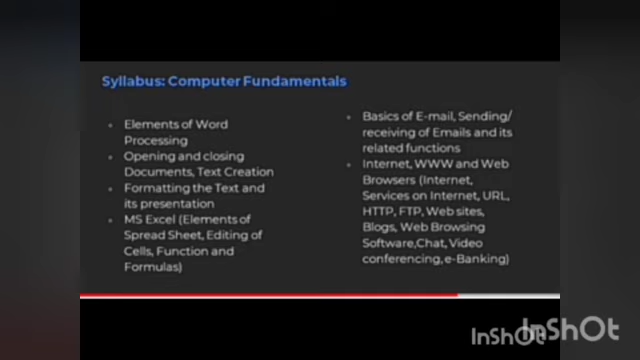 Syllabus: Computer Fundamentals
Elements of Word
Processing
Opening and closing
Documents, Text Creation
Formatting the Text and
its presentation
MS Excel (Elements of
Spread Sheet, Editing of
Cells, Function and
Formulas)
Basics of E-mail, Sending/
receiving of Emails and its
related functions
Internet, WWW and Web
Browsers (Internet,
Services on Internet, URL,
HTTP, FTP, Web sites,
Blogs, Web Browsing
Software,Chat, Video
conferencing, e-Banking)
InShOt
InShOt